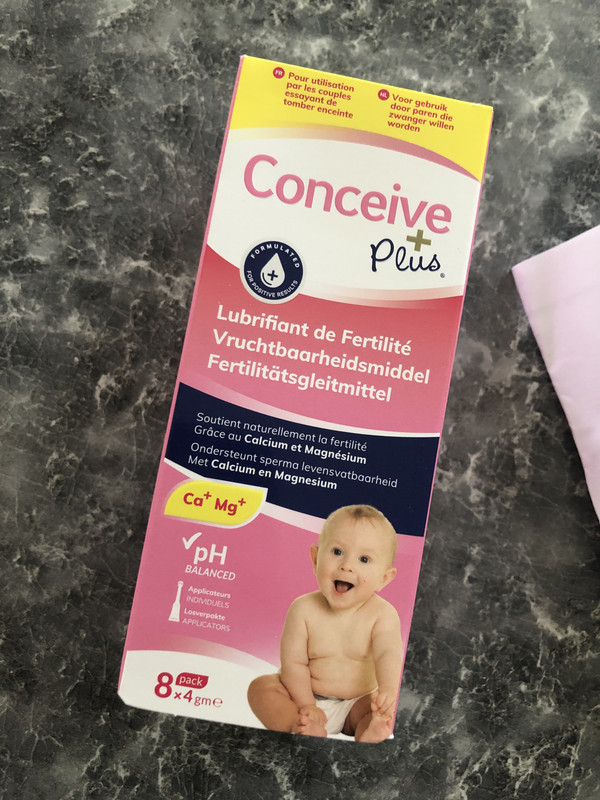 FR Pour utilisation
par les couples
essayant de
tomber enceinte
NL Voor gebruik
door paren die
zwanger willen
worden
Conceive
+
Plus®
FORMULATED
FOR POSITIVE RESULTS
Lubrifiant de Fertilité
Vruchtbaarheidsmiddel
Fertilitätsgleitmittel
Soutient naturellement la fertilité
Grâce au Calcium et Magnésium
Ondersteunt sperma levensvatbaarheid
Met Calcium en Magnesium
Ca+ Mg+
pH
BALANCED
Applicateurs
INDIVIDUELS
Losverpakte
APPLICATORS
8 pack
x4gm℮